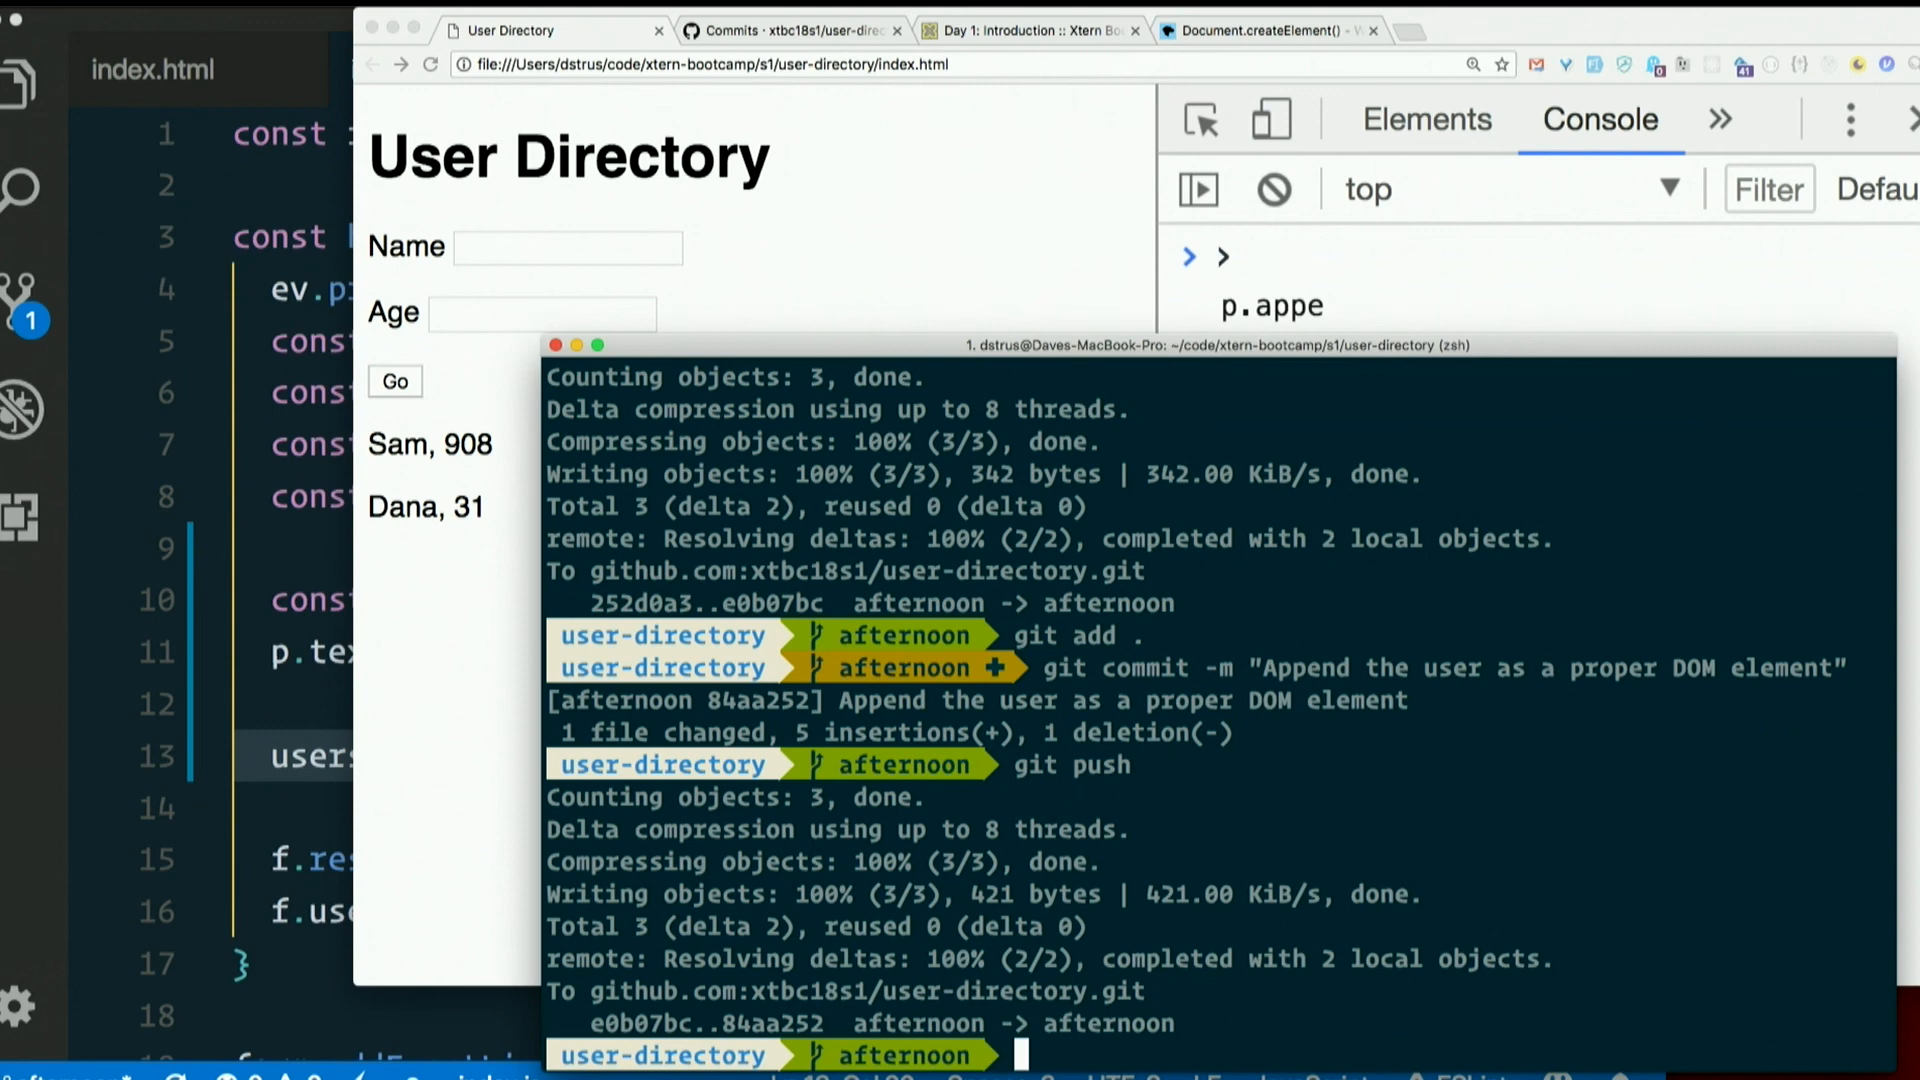 User Directory
Commits · xtbc18s1/user-direc
Day 1: Introduction :: Xtern Bo
Document.createElement() -
file:///Users/dstrus/code/xtern-bootcamp/s1/user-directory/index.html
0
41
index.html
User Directory
Name
Age
Go
Sam, 908
Dana, 31
Elements
Console
top
Filter
Defau
> >
p.appe
1
1 const
2
3 const
4 ev.p
5 cons
6 cons
7 cons
8 cons
9
10 cons
11 p.te
12
13 user
14
15 f.re
16 f.us
17 }
18
1. dstrus@Daves-MacBook-Pro: ~/code/xtern-bootcamp/s1/user-directory (zsh)
Counting objects: 3, done.
Delta compression using up to 8 threads.
Compressing objects: 100% (3/3), done.
Writing objects: 100% (3/3), 342 bytes | 342.00 KiB/s, done.
Total 3 (delta 2), reused 0 (delta 0)
remote: Resolving deltas: 100% (2/2), completed with 2 local objects.
To github.com:xtbc18s1/user-directory.git
252d0a3..e0b07bc afternoon -> afternoon
user-directory afternoon git add .
user-directory afternoon + git commit -m "Append the user as a proper DOM element"
[afternoon 84aa252] Append the user as a proper DOM element
1 file changed, 5 insertions(+), 1 deletion(-)
user-directory afternoon git push
Counting objects: 3, done.
Delta compression using up to 8 threads.
Compressing objects: 100% (3/3), done.
Writing objects: 100% (3/3), 421 bytes | 421.00 KiB/s, done.
Total 3 (delta 2), reused 0 (delta 0)
remote: Resolving deltas: 100% (2/2), completed with 2 local objects.
To github.com:xtbc18s1/user-directory.git
e0b07bc..84aa252 afternoon -> afternoon
user-directory afternoon